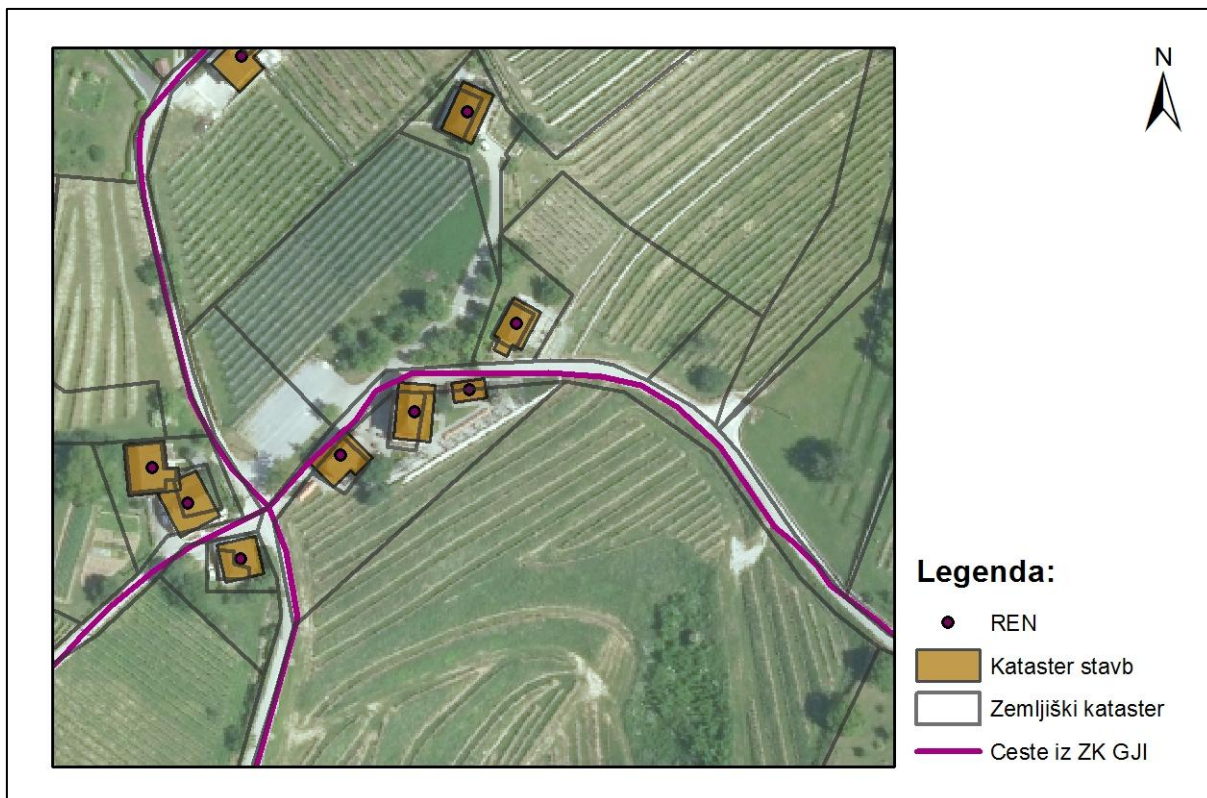 N
Legenda:
REN
Kataster stavb
Zemljiški kataster
Ceste iz ZK GJI